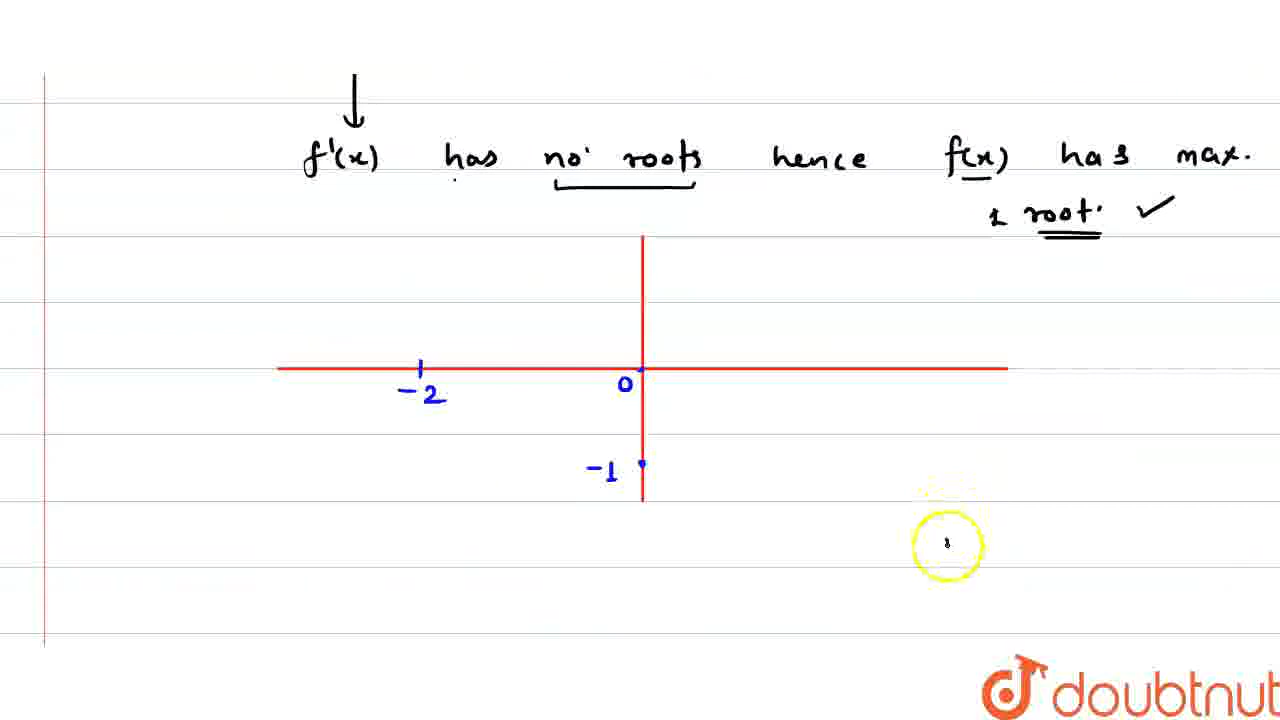 f'(x) has no roots hence f(x) has max.
1 root. ✓
-2 0
-1
doubtnut